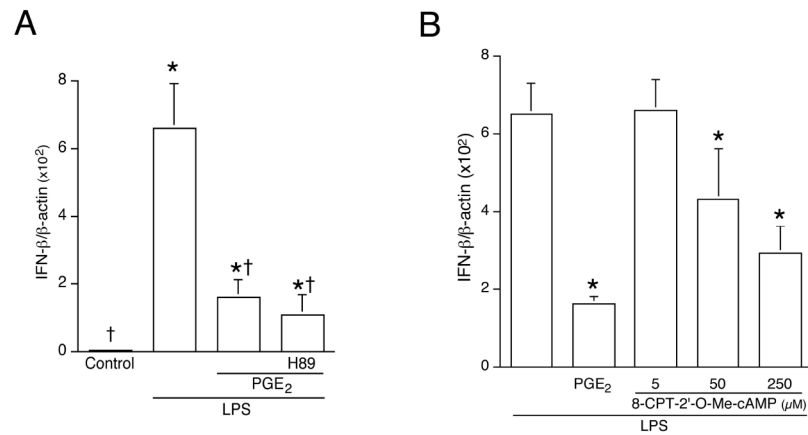 A
IFN-β/β-actin (x10²)
8
6
4
2
0
*
*†
*†
†
Control
H89
PGE₂
LPS
B
IFN-β/β-actin (x10²)
8
6
4
2
0
*
*
*
PGE₂
5 50 250
8-CPT-2'-O-Me-cAMP (µM)
LPS